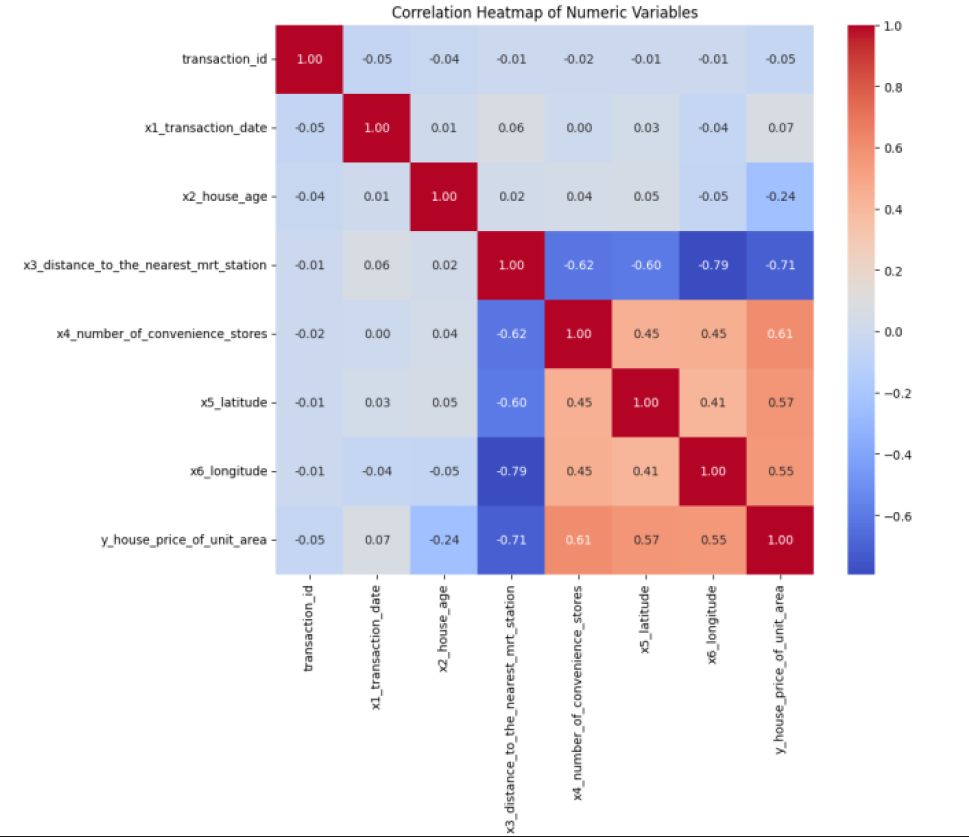 Correlation Heatmap of Numeric Variables
transaction_id 1.00 -0.05 -0.04 -0.01 -0.02 -0.01 -0.01 -0.05
x1_transaction_date -0.05 1.00 0.01 0.06 0.00 0.03 -0.04 0.07
x2_house_age -0.04 0.01 1.00 0.02 0.04 0.05 -0.05 -0.24
x3_distance_to_the_nearest_mrt_station -0.01 0.06 0.02 1.00 -0.62 -0.60 -0.79 -0.71
x4_number_of_convenience_stores -0.02 0.00 0.04 -0.62 1.00 0.45 0.45 0.61
x5_latitude -0.01 0.03 0.05 -0.60 0.45 1.00 0.41 0.57
x6_longitude -0.01 -0.04 -0.05 -0.79 0.45 0.41 1.00 0.55
y_house_price_of_unit_area -0.05 0.07 -0.24 -0.71 0.61 0.57 0.55 1.00
transaction_id
x1_transaction_date
x2_house_age
x3_distance_to_the_nearest_mrt_station
x4_number_of_convenience_stores
x5_latitude
x6_longitude
y_house_price_of_unit_area
1.0
0.8
0.6
0.4
0.2
0.0
−0.2
−0.4
−0.6